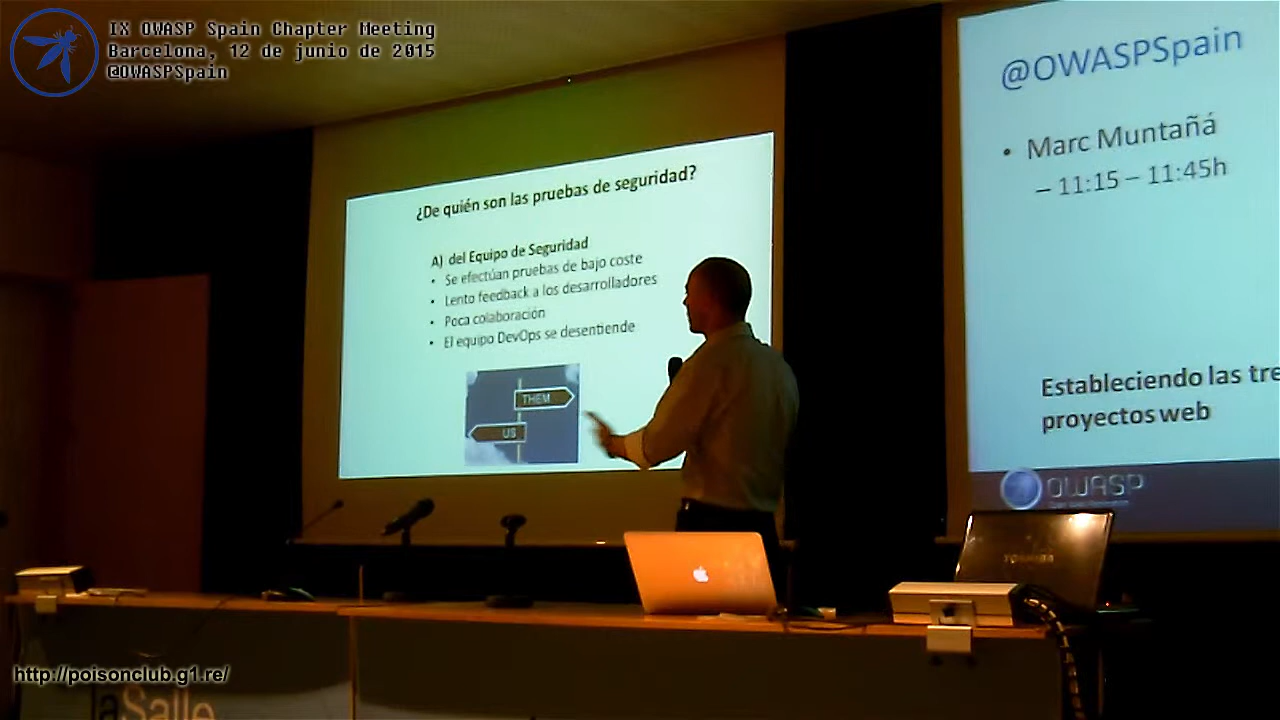 IX OWASP Spain Chapter Meeting
Barcelona, 12 de junio de 2015
@OWASPSpain
¿De quién son las pruebas de seguridad?
A) del Equipo de Seguridad
• Se efectúan pruebas de bajo coste
• Lento feedback a los desarrolladores
• Poca colaboración
• El equipo DevOps se desentiende
THEM
US
@OWASPSpain
• Marc Muntañá
– 11:15 – 11:45h
Estableciendo las tre
proyectos web
OWASP
TOSHIBA
http://poisonclub.g1.re/
laSalle